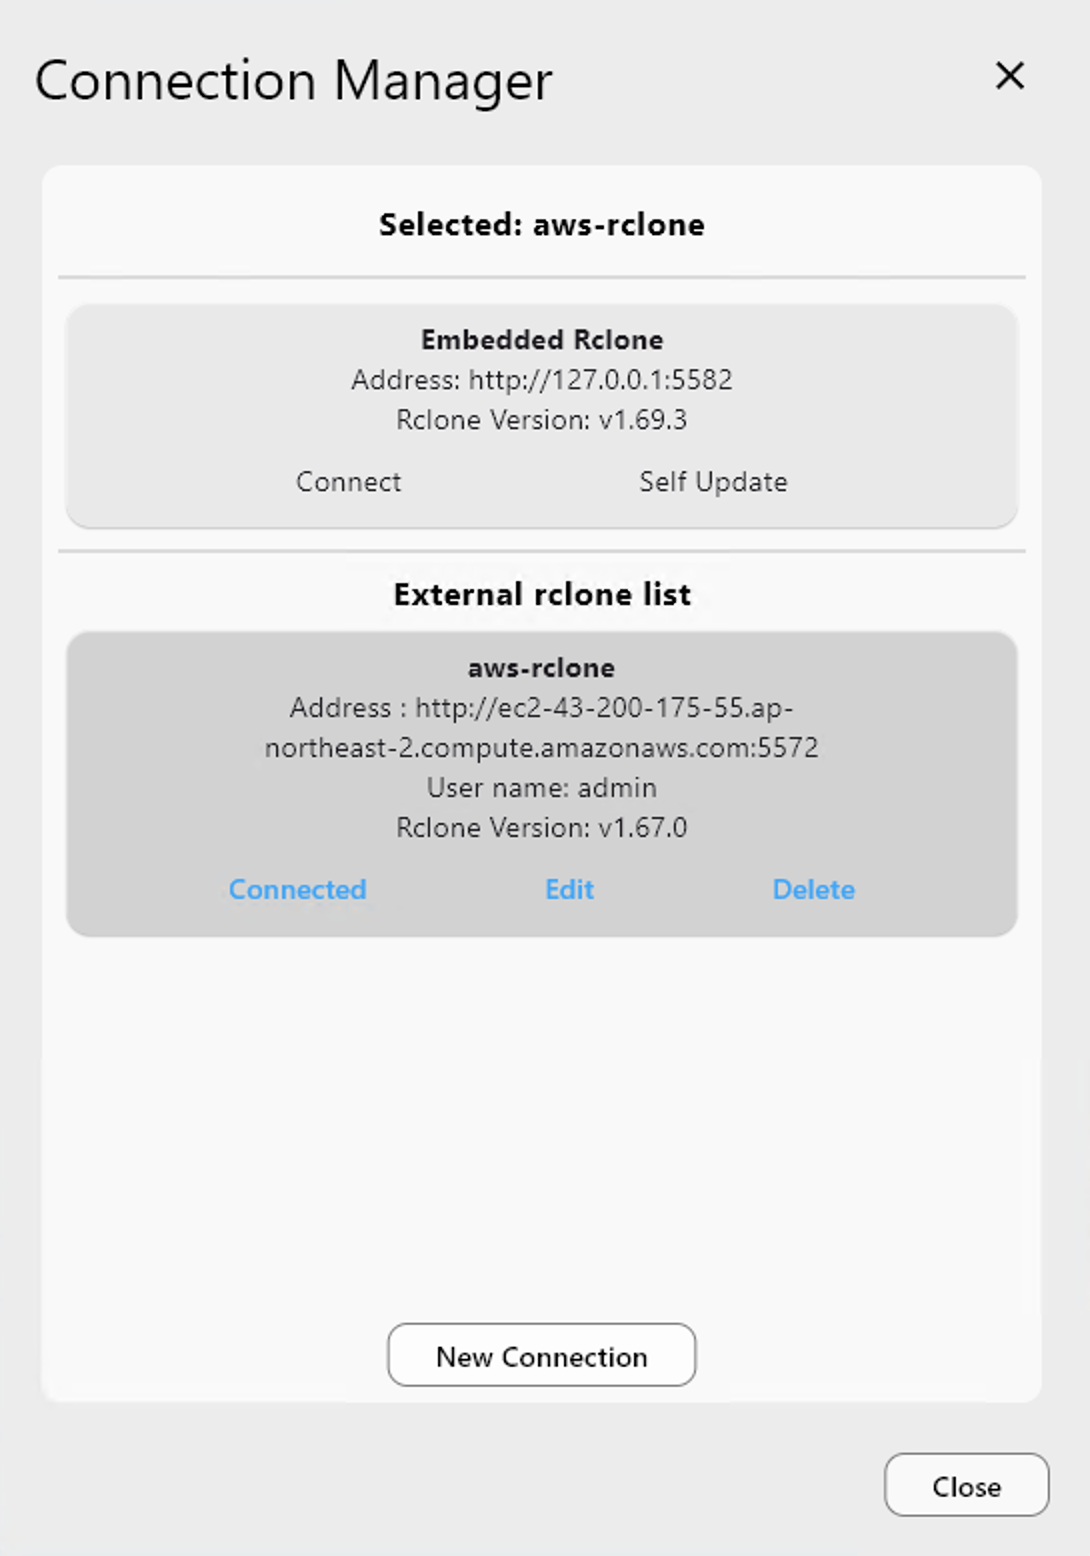 Connection Manager
Selected: aws-rclone
Embedded Rclone
Address: http://127.0.0.1:5582
Rclone Version: v1.69.3
Connect Self Update
External rclone list
aws-rclone
Address : http://ec2-43-200-175-55.ap-
northeast-2.compute.amazonaws.com:5572
User name: admin
Rclone Version: v1.67.0
Connected Edit Delete
New Connection
Close